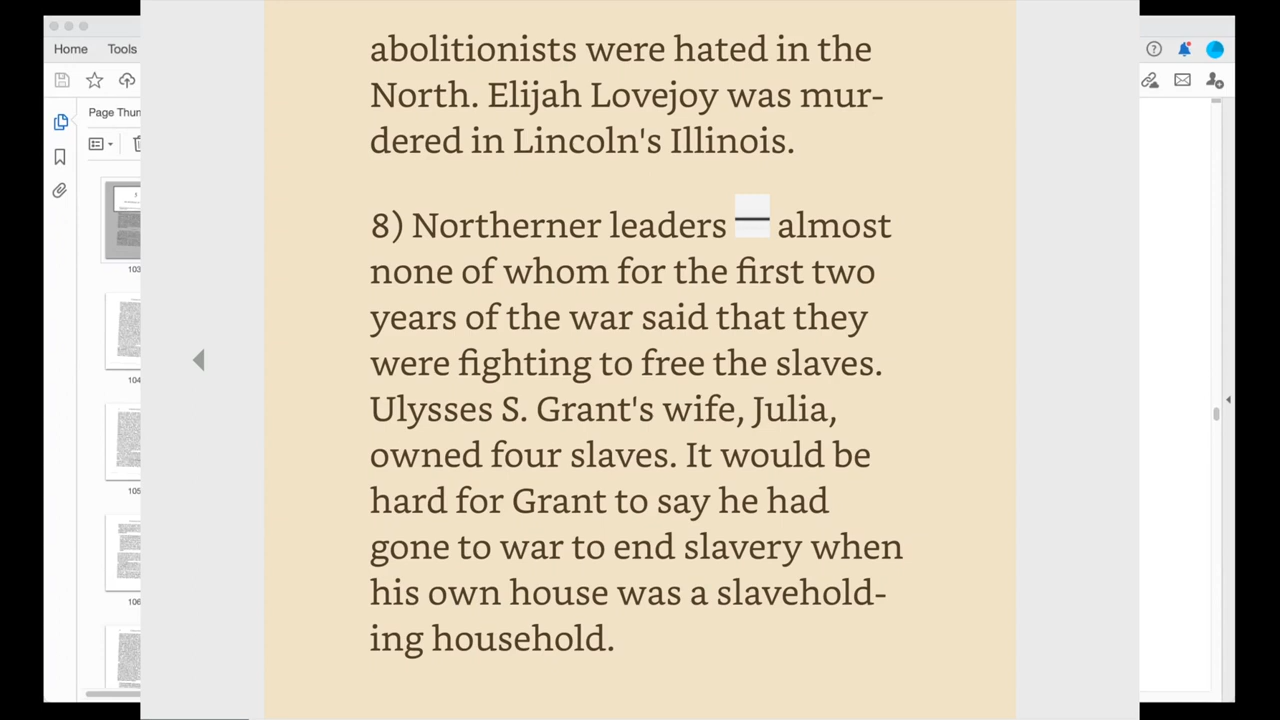 Home Tools
Page Thum
103
104
105
106
abolitionists were hated in the
North. Elijah Lovejoy was mur-
dered in Lincoln's Illinois.
8) Northerner leaders — almost
none of whom for the first two
years of the war said that they
were fighting to free the slaves.
Ulysses S. Grant's wife, Julia,
owned four slaves. It would be
hard for Grant to say he had
gone to war to end slavery when
his own house was a slavehold-
ing household.